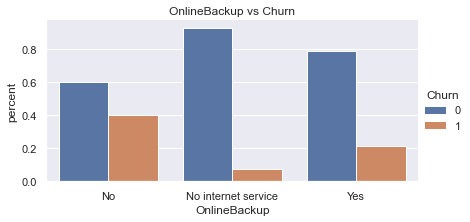 OnlineBackup vs Churn
percent
0.8
0.6
0.4
0.2
0.0
No
No internet service
Yes
OnlineBackup
Churn
0
1